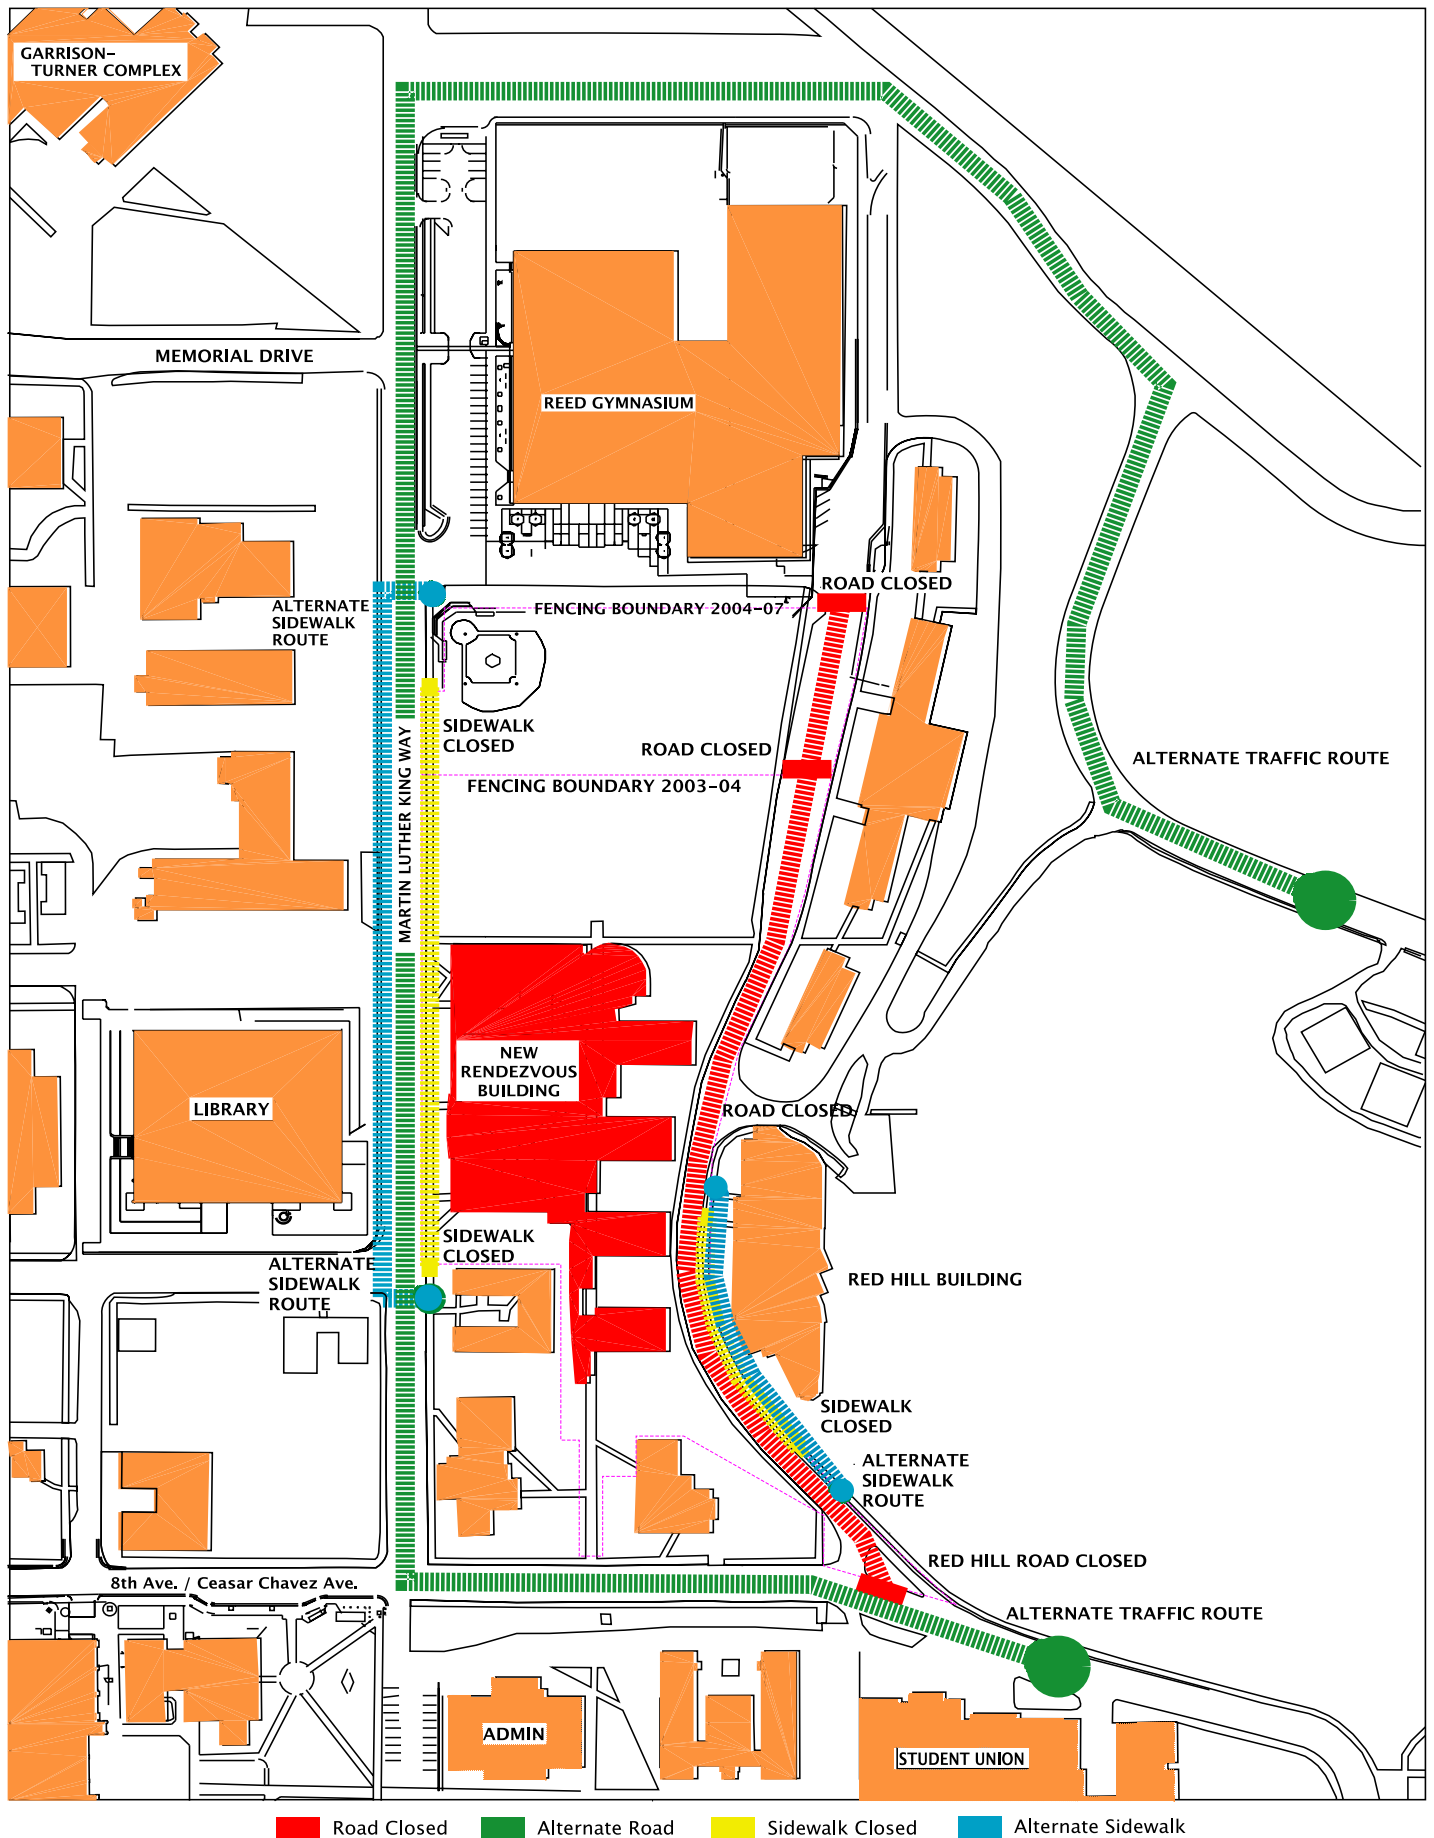 GARRISON-
TURNER COMPLEX
MEMORIAL DRIVE
REED GYMNASIUM
ROAD CLOSED
ALTERNATE
SIDEWALK
ROUTE
FENCING BOUNDARY 2004-07
SIDEWALK
CLOSED
MARTIN LUTHER KING WAY
ROAD CLOSED
FENCING BOUNDARY 2003-04
ALTERNATE TRAFFIC ROUTE
NEW
RENDEZVOUS
BUILDING
LIBRARY
ROAD CLOSED
SIDEWALK
CLOSED
ALTERNATE
SIDEWALK
ROUTE
RED HILL BUILDING
SIDEWALK
CLOSED
ALTERNATE
SIDEWALK
ROUTE
RED HILL ROAD CLOSED
8th Ave. / Ceasar Chavez Ave.
ALTERNATE TRAFFIC ROUTE
ADMIN
STUDENT UNION
Road Closed
Alternate Road
Sidewalk Closed
Alternate Sidewalk